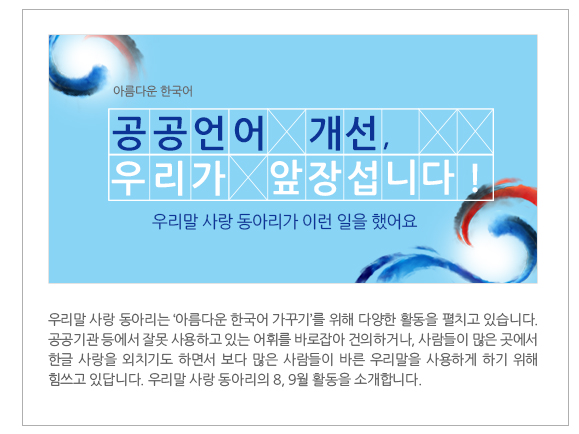 아름다운 한국어
공공언어 개선,
우리가 앞장섭니다!
우리말 사랑 동아리가 이런 일을 했어요
우리말 사랑 동아리는 ‘아름다운 한국어 가꾸기’를 위해 다양한 활동을 펼치고 있습니다.
공공기관 등에서 잘못 사용하고 있는 어휘를 바로잡아 건의하거나, 사람들이 많은 곳에서
한글 사랑을 외치기도 하면서 보다 많은 사람들이 바른 우리말을 사용하게 하기 위해
힘쓰고 있답니다. 우리말 사랑 동아리의 8, 9월 활동을 소개합니다.